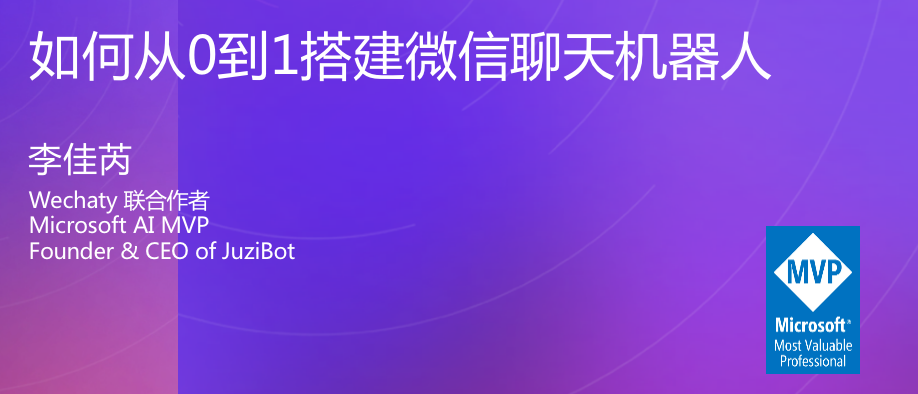 如何从0到1搭建微信聊天机器人
李佳芮
Wechaty 联合作者
Microsoft AI MVP
Founder & CEO of JuziBot
MVP
Microsoft®
Most Valuable
Professional